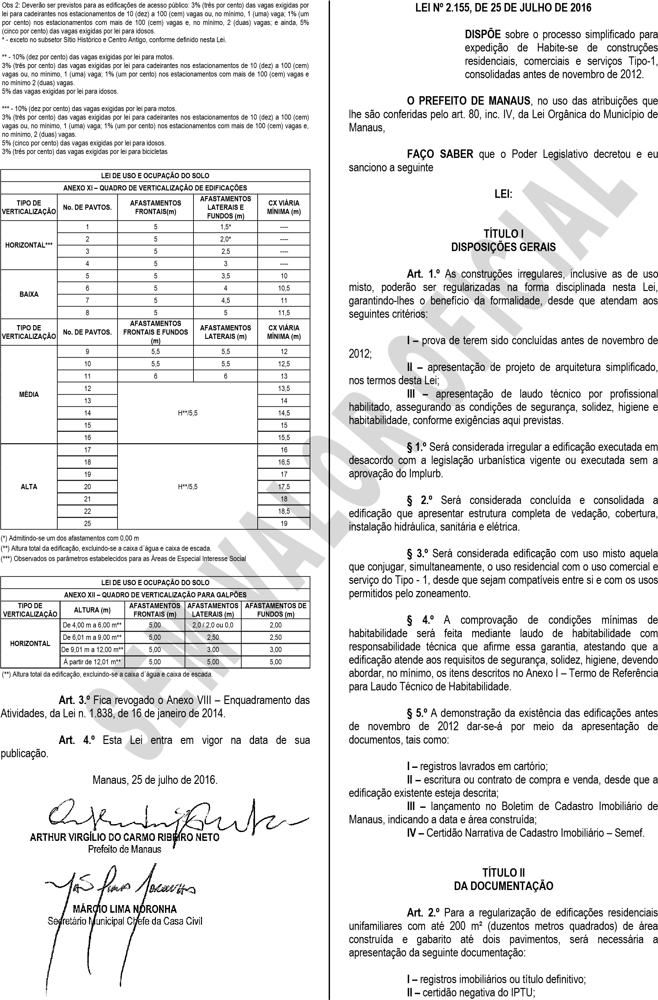 Obs 2: Deverão ser previstos para as edificações de acesso público: 3% (três por cento) das vagas exigidas por
lei para cadeirantes nos estacionamentos de 10 (dez) a 100 (cem) vagas ou, no mínimo, 1 (uma) vaga; 1% (um
por cento) nos estacionamentos com mais de 100 (cem) vagas e, no mínimo, 2 (duas) vagas; e ainda, 5%
(cinco por cento) das vagas exigidas por lei para idosos.
* - exceto no subsetor Sítio Histórico e Centro Antigo, conforme definido nesta Lei.
** - 10% (dez por cento) das vagas exigidas por lei para motos.
3% (três por cento) das vagas exigidas por lei para cadeirantes nos estacionamentos de 10 (dez) a 100 (cem)
vagas ou, no mínimo, 1 (uma) vaga; 1% (um por cento) nos estacionamentos com mais de 100 (cem) vagas e
no mínimo 2 (duas) vagas.
5% das vagas exigidas por lei para idosos.
*** - 10% (dez por cento) das vagas exigidas por lei para motos.
3% (três por cento) das vagas exigidas por lei para cadeirantes nos estacionamentos de 10 (dez) a 100 (cem)
vagas ou, no mínimo, 1 (uma) vaga; 1% (um por cento) nos estacionamentos com mais de 100 (cem) vagas e,
no mínimo, 2 (duas) vagas.
5% (cinco por cento) das vagas exigidas por lei para idosos.
3% (três por cento) das vagas exigidas por lei para bicicletas
LEI DE USO E OCUPAÇÃO DO SOLO
ANEXO XI – QUADRO DE VERTICALIZAÇÃO DE EDIFICAÇÕES
TIPO DE VERTICALIZAÇÃO No. DE PAVTOS. AFASTAMENTOS FRONTAIS(m) AFASTAMENTOS LATERAIS E FUNDOS (m) CX VIÁRIA MÍNIMA (m)
HORIZONTAL***
1 5 1,5* ----
2 5 2,0* ----
3 5 2,5 ----
4 5 3 ----
BAIXA
5 5 3,5 10
6 5 4 10,5
7 5 4,5 11
8 5 5 11,5
TIPO DE VERTICALIZAÇÃO No. DE PAVTOS. AFASTAMENTOS FRONTAIS E FUNDOS (m) AFASTAMENTOS LATERAIS (m) CX VIÁRIA MÍNIMA (m)
MÉDIA
9 5,5 5,5 12
10 5,5 5,5 12,5
11 6 6 13
12 13,5
13 14
14 H**/5,5 14,5
15 15
16 15,5
ALTA
17 16
18 16,5
19 17
20 H**/5,5 17,5
21 18
22 18,5
25 19
(*) Admitindo-se um dos afastamentos com 0,00 m
(**) Altura total da edificação, excluindo-se a caixa d´água e caixa de escada.
(***) Observados os parâmetros estabelecidos para as Áreas de Especial Interesse Social
LEI DE USO E OCUPAÇÃO DO SOLO
ANEXO XII – QUADRO DE VERTICALIZAÇÃO PARA GALPÕES
TIPO DE VERTICALIZAÇÃO ALTURA (m) AFASTAMENTOS FRONTAIS (m) AFASTAMENTOS LATERAIS (m) AFASTAMENTOS DE FUNDOS (m)
HORIZONTAL
De 4,00 m a 6,00 m** 5,00 2,0 / 2,0 ou 0,0 2,00
De 6,01 m a 9,00 m** 5,00 2,50 2,50
De 9,01 m a 12,00 m** 5,00 3.00 3,00
À partir de 12,01 m** 5,00 5,00 5,00
(**) Altura total da edificação, excluindo-se a caixa d´água e caixa de escada.
Art. 3.º Fica revogado o Anexo VIII – Enquadramento das
Atividades, da Lei n. 1.838, de 16 de janeiro de 2014.
Art. 4.º Esta Lei entra em vigor na data de sua
publicação.
Manaus, 25 de julho de 2016.
ARTHUR VIRGÍLIO DO CARMO RIBEIRO NETO
Prefeito de Manaus
MÁRCIO LIMA NORONHA
Secretário Municipal Chefe da Casa Civil
LEI Nº 2.155, DE 25 DE JULHO DE 2016
DISPÕE sobre o processo simplificado para
expedição de Habite-se de construções
residenciais, comerciais e serviços Tipo-1,
consolidadas antes de novembro de 2012.
O PREFEITO DE MANAUS, no uso das atribuições que
lhe são conferidas pelo art. 80, inc. IV, da Lei Orgânica do Município de
Manaus,
FAÇO SABER que o Poder Legislativo decretou e eu
sanciono a seguinte
LEI:
TÍTULO I
DISPOSIÇÕES GERAIS
Art. 1.º As construções irregulares, inclusive as de uso
misto, poderão ser regularizadas na forma disciplinada nesta Lei,
garantindo-lhes o benefício da formalidade, desde que atendam aos
seguintes critérios:
I – prova de terem sido concluídas antes de novembro de
2012;
II – apresentação de projeto de arquitetura simplificado,
nos termos desta Lei;
III – apresentação de laudo técnico por profissional
habilitado, assegurando as condições de segurança, solidez, higiene e
habitabilidade, conforme exigências aqui previstas.
§ 1.º Será considerada irregular a edificação executada em
desacordo com a legislação urbanística vigente ou executada sem a
aprovação do Implurb.
§ 2.º Será considerada concluída e consolidada a
edificação que apresentar estrutura completa de vedação, cobertura,
instalação hidráulica, sanitária e elétrica.
§ 3.º Será considerada edificação com uso misto aquela
que conjugar, simultaneamente, o uso residencial com o uso comercial e
serviço do Tipo - 1, desde que sejam compatíveis entre si e com os usos
permitidos pelo zoneamento.
§ 4.º A comprovação de condições mínimas de
habitabilidade será feita mediante laudo de habitabilidade com
responsabilidade técnica que afirme essa garantia, atestando que a
edificação atende aos requisitos de segurança, solidez, higiene, devendo
abordar, no mínimo, os itens descritos no Anexo I – Termo de Referência
para Laudo Técnico de Habitabilidade.
§ 5.º A demonstração da existência das edificações antes
de novembro de 2012 dar-se-á por meio da apresentação de
documentos, tais como:
I – registros lavrados em cartório;
II – escritura ou contrato de compra e venda, desde que a
edificação existente esteja descrita;
III – lançamento no Boletim de Cadastro Imobiliário de
Manaus, indicando a data e área construída;
IV – Certidão Narrativa de Cadastro Imobiliário – Semef.
TÍTULO II
DA DOCUMENTAÇÃO
Art. 2.º Para a regularização de edificações residenciais
unifamiliares com até 200 m² (duzentos metros quadrados) de área
construída e gabarito até dois pavimentos, será necessária a
apresentação da seguinte documentação:
I – registros imobiliários ou título definitivo;
II – certidão negativa do IPTU;
SEM VALOR OFICIAL